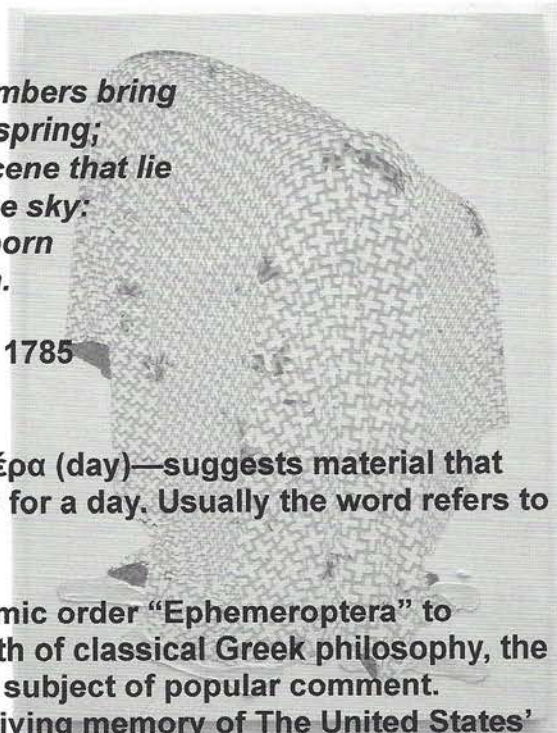 mbers bring
spring;
cene that lie
e sky:
orn
.
1785
έρα (day)—suggests material that
for a day. Usually the word refers to
mic order “Ephemeroptera” to
th of classical Greek philosophy, the
subject of popular comment.
iving memory of The United States’